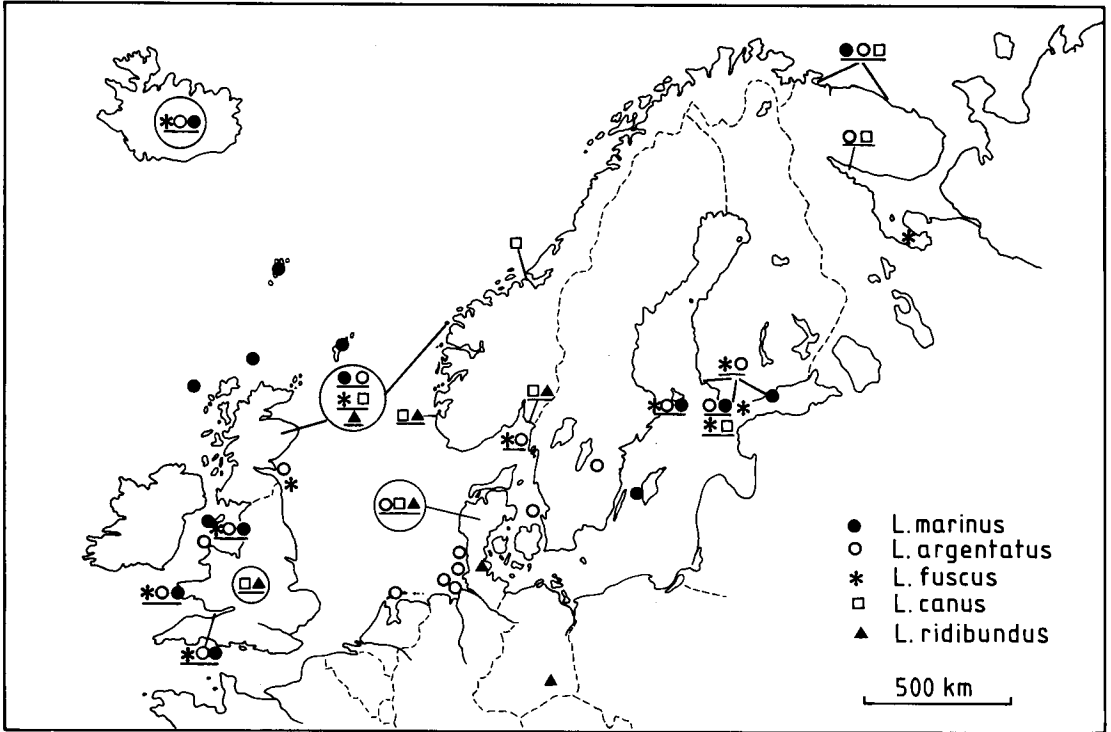 L. marinus
L. argentatus
L. fuscus
L. canus
L. ridibundus
500 km